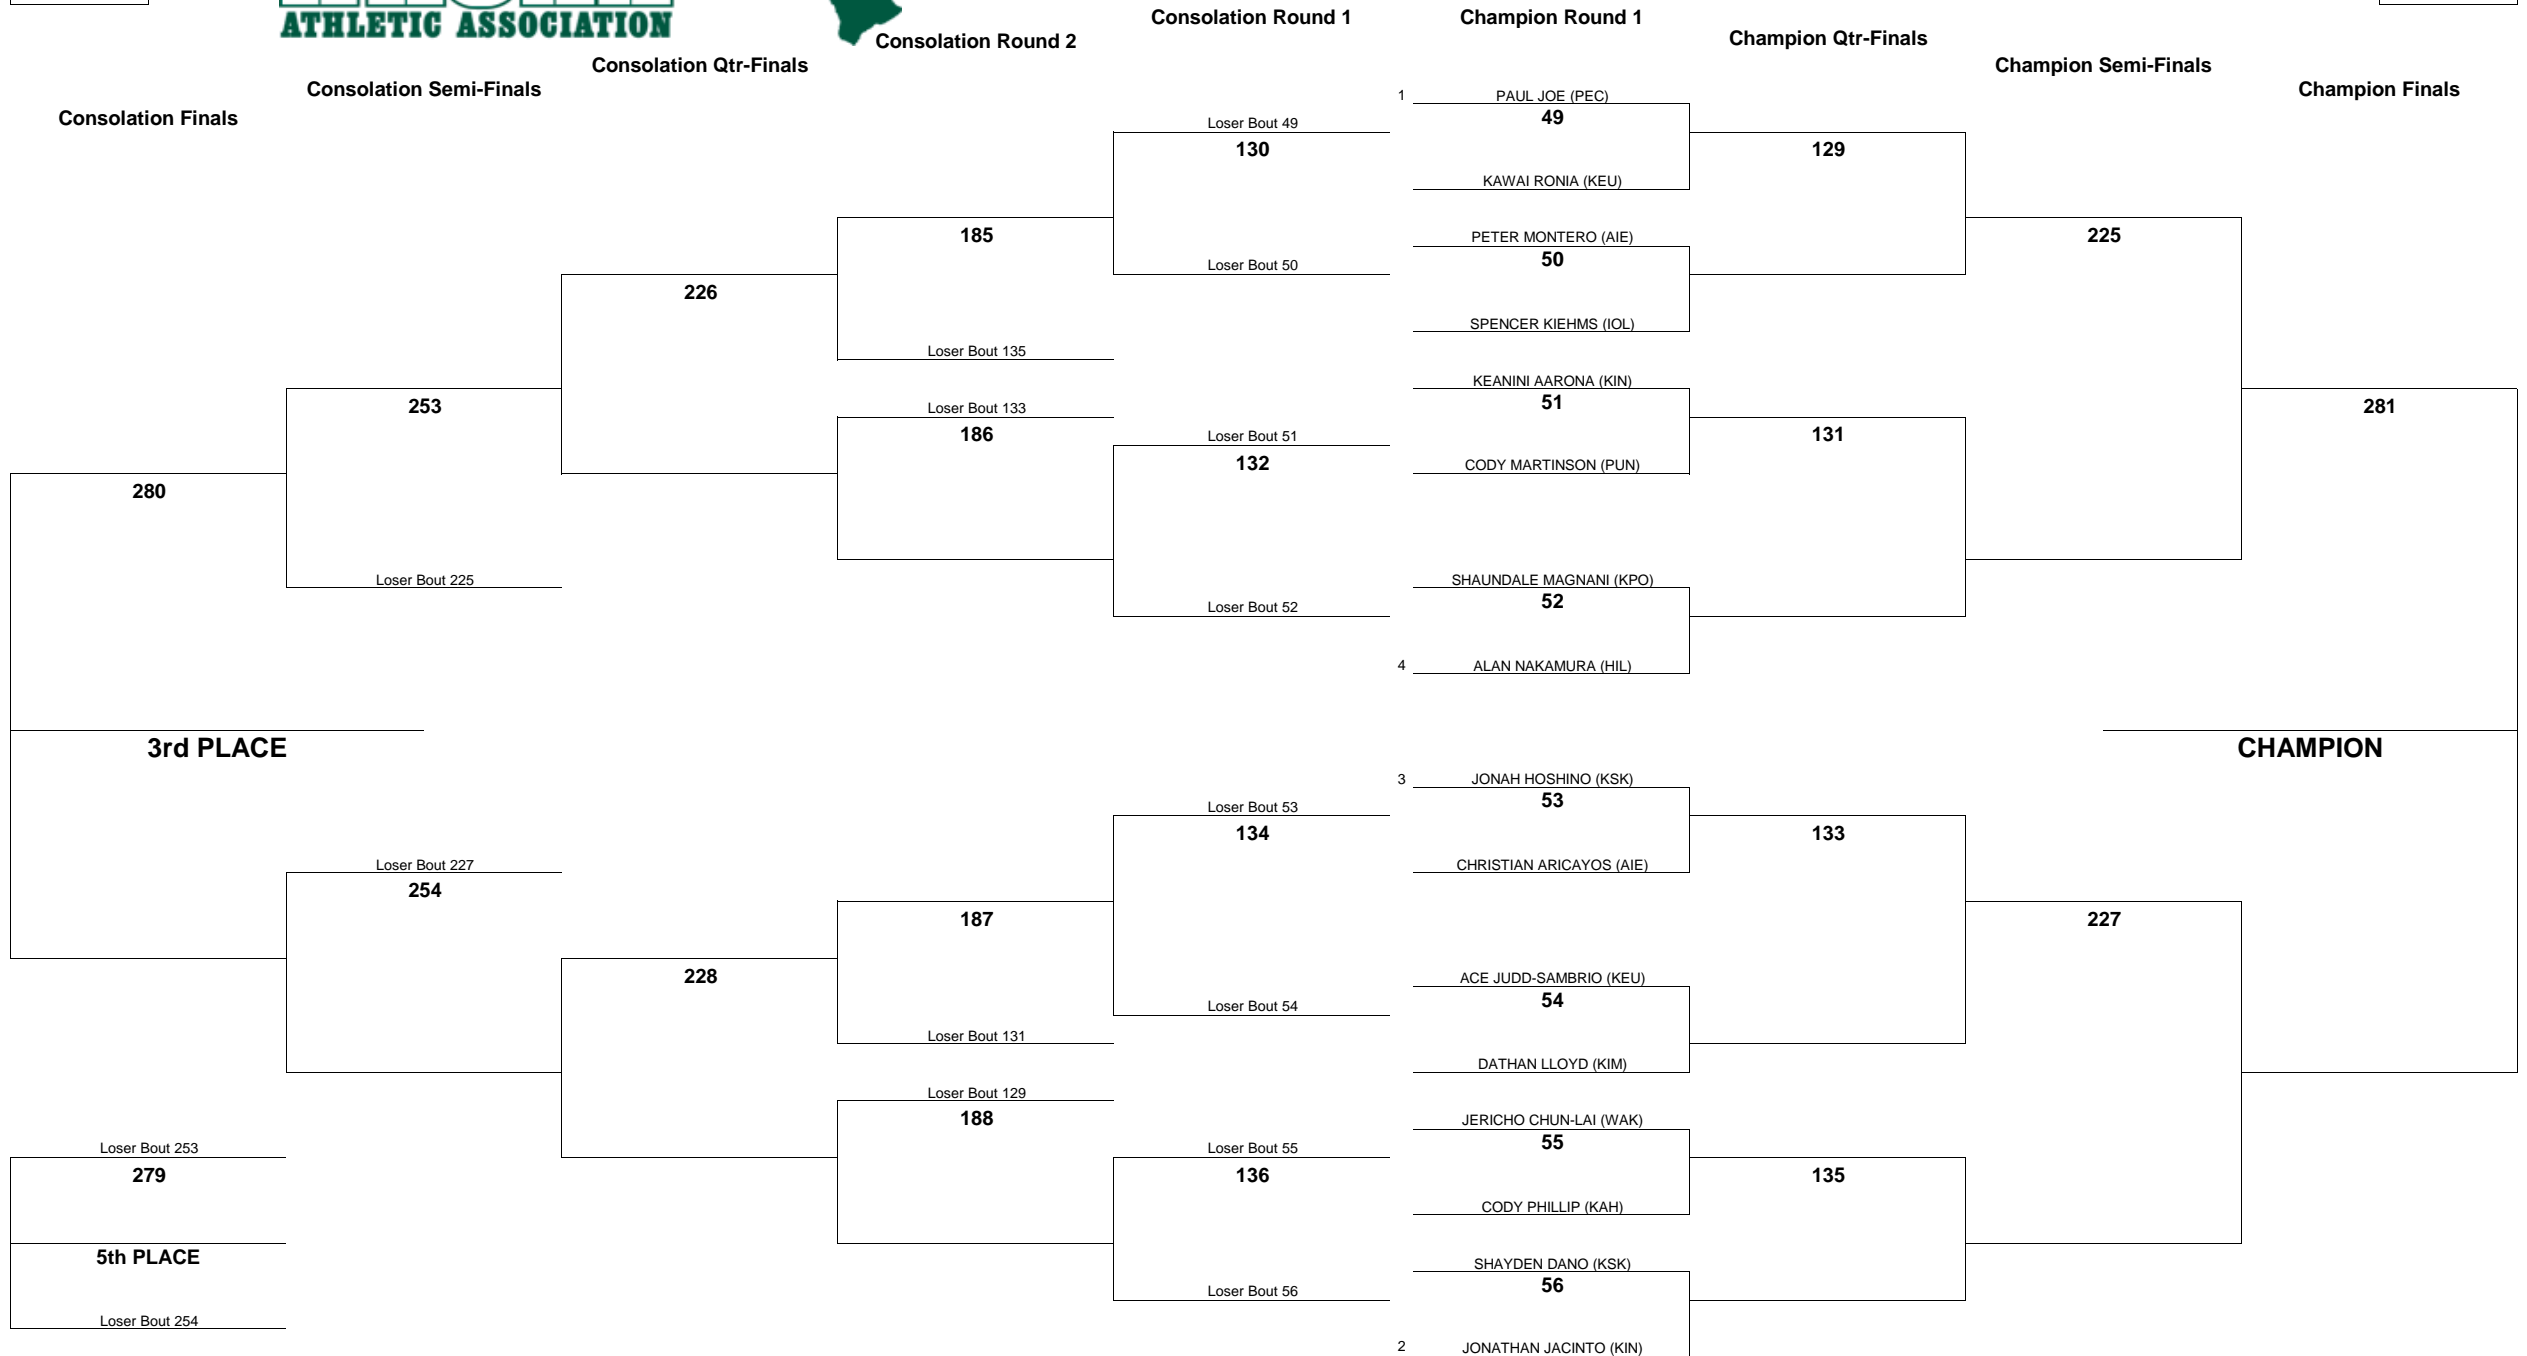 ATHLETIC ASSOCIATION
Consolation Round 1
Champion Round 1
Consolation Round 2
Champion Qtr-Finals
Consolation Qtr-Finals
Champion Semi-Finals
Consolation Semi-Finals
Champion Finals
Consolation Finals
1 PAUL JOE (PEC)
49
Loser Bout 49
130
129
KAWAI RONIA (KEU)
185
PETER MONTERO (AIE)
225
50
Loser Bout 50
226
SPENCER KIEHMS (IOL)
Loser Bout 135
KEANINI AARONA (KIN)
253
Loser Bout 133
51
281
186
Loser Bout 51
131
132
CODY MARTINSON (PUN)
280
Loser Bout 225
SHAUNDALE MAGNANI (KPO)
52
Loser Bout 52
4 ALAN NAKAMURA (HIL)
3rd PLACE
CHAMPION
3 JONAH HOSHINO (KSK)
53
Loser Bout 53
134
133
Loser Bout 227
CHRISTIAN ARICAYOS (AIE)
254
187
227
228
ACE JUDD-SAMBRIO (KEU)
54
Loser Bout 54
Loser Bout 131
DATHAN LLOYD (KIM)
Loser Bout 129
188
JERICHO CHUN-LAI (WAK)
55
Loser Bout 253
Loser Bout 55
279
136
135
CODY PHILLIP (KAH)
5th PLACE
SHAYDEN DANO (KSK)
56
Loser Bout 56
Loser Bout 254
2 JONATHAN JACINTO (KIN)